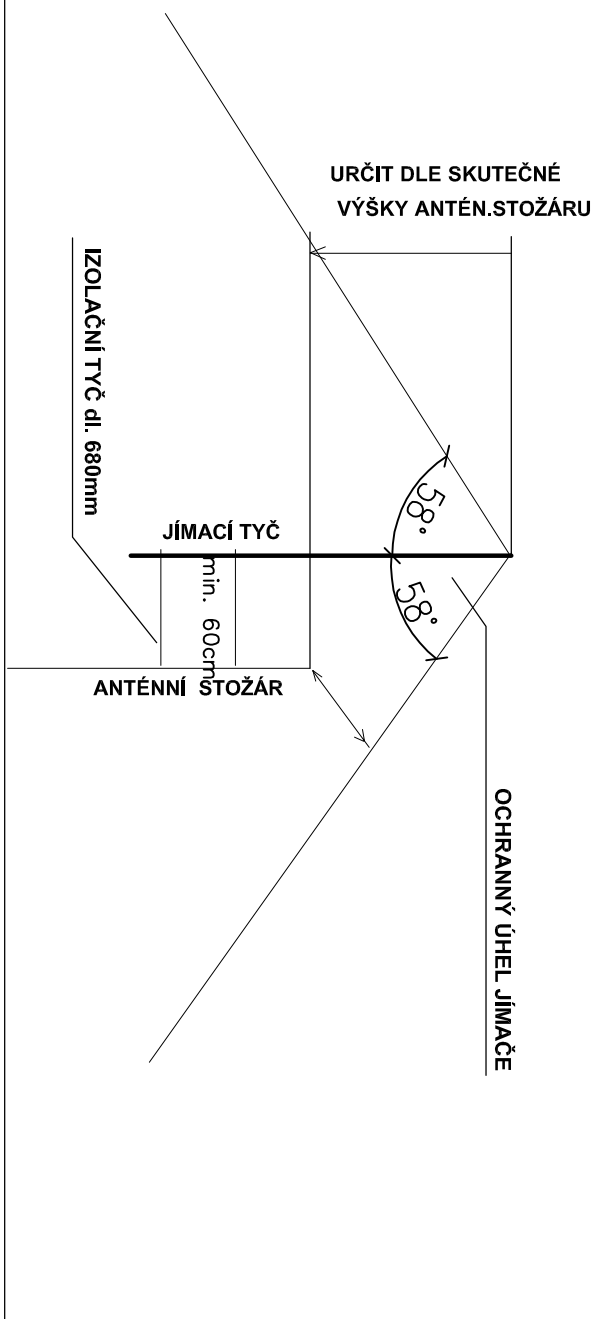 URČIT DLE SKUTEČNÉ
VÝŠKY ANTÉN.STOŽÁRU
IZOLAČNÍ TYČ dl. 680mm
58°
JÍMACÍ TYČ
58°
min. 60cm
ANTÉNNÍ STOŽÁR
OCHRANNÝ ÚHEL JÍMAČE